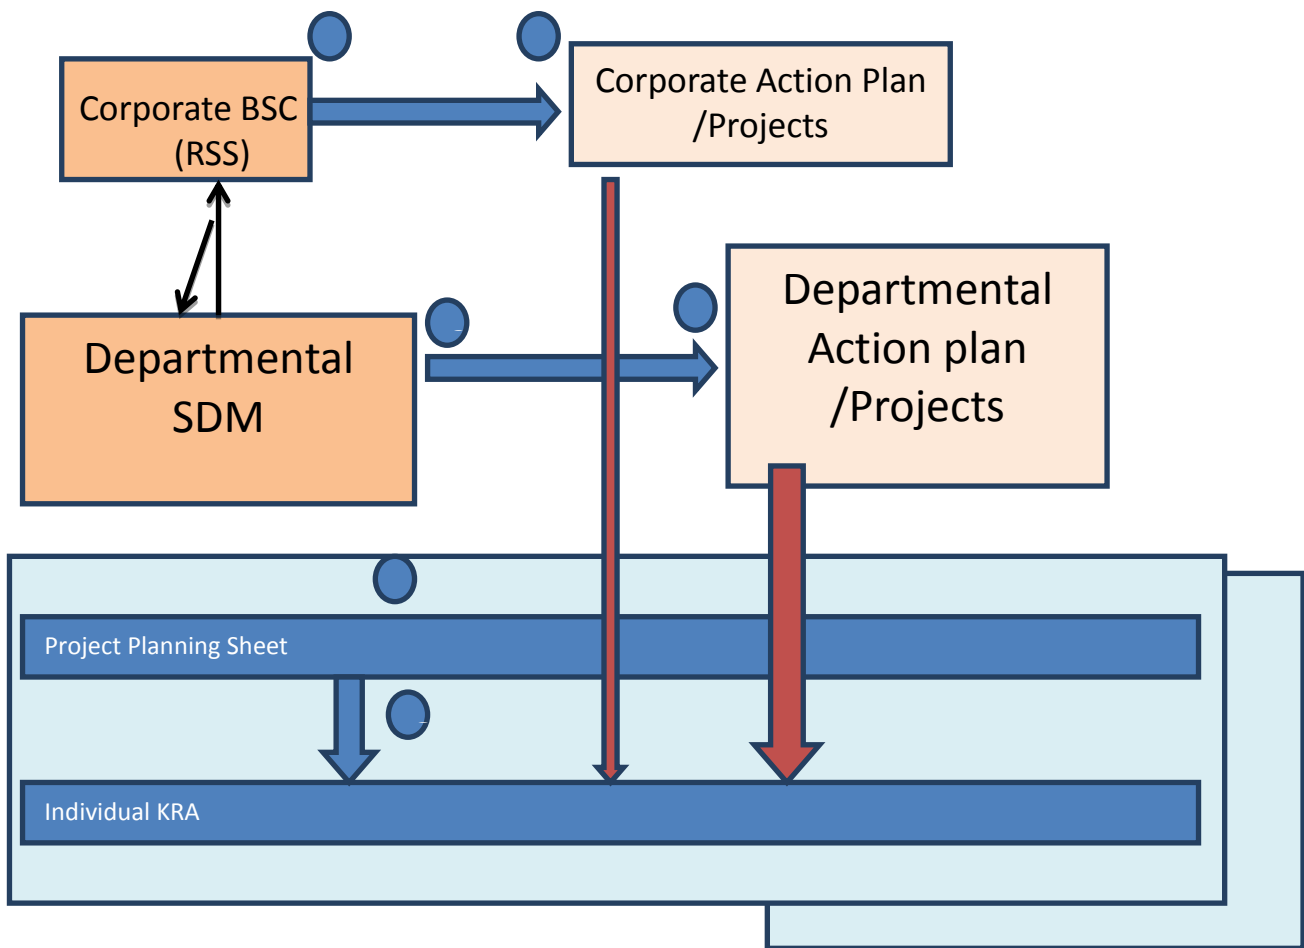 Corporate BSC
(RSS)
Corporate Action Plan
/Projects
Departmental
SDM
Departmental
Action plan
/Projects
Project Planning Sheet
Individual KRA